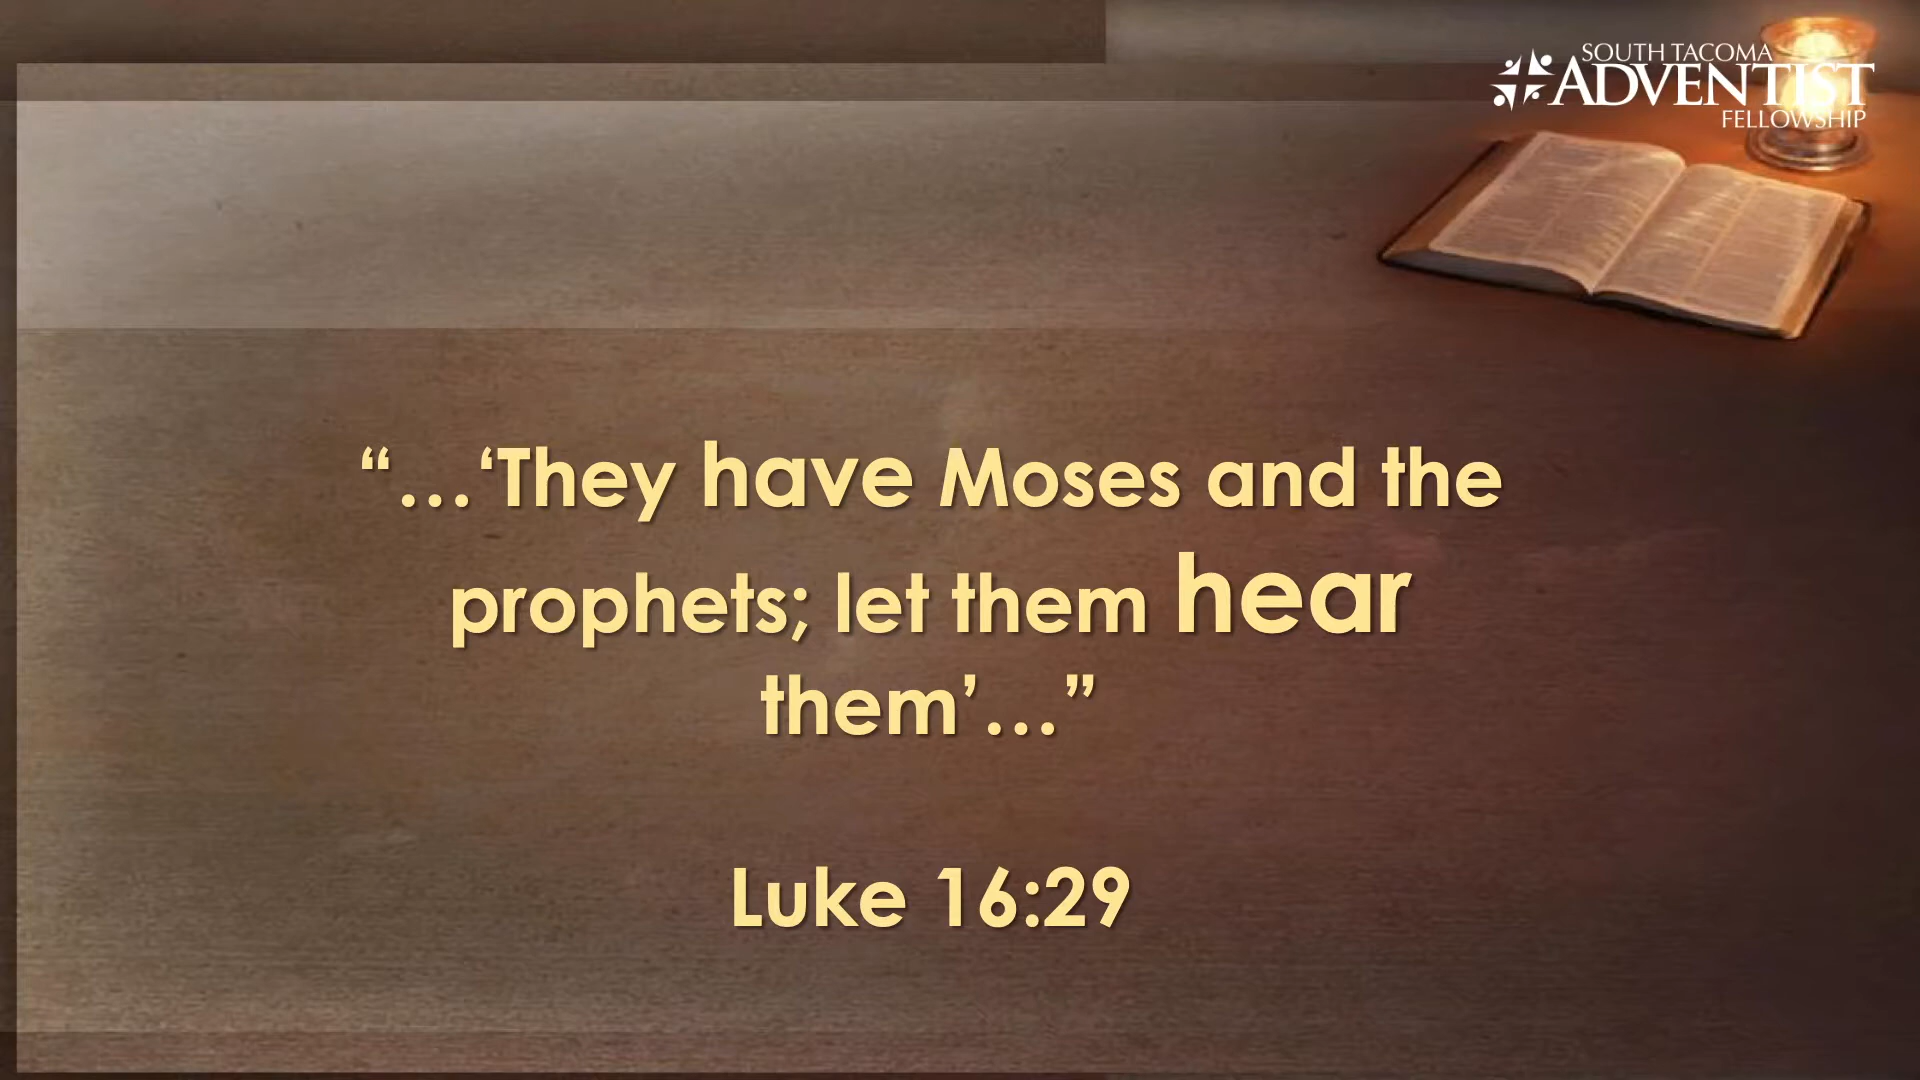 SOUTH TACOMA
ADVENTIST
FELLOWSHIP
“…‘They have Moses and the
prophets; let them hear
them’…”
Luke 16:29